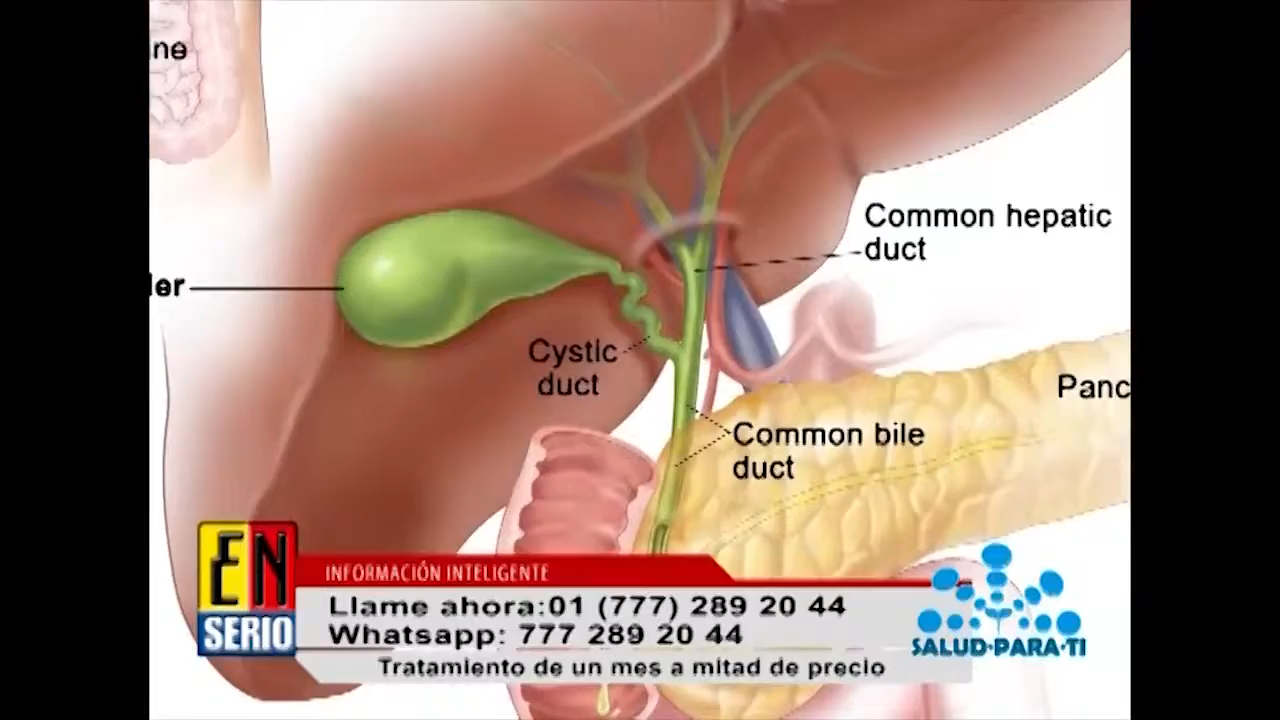 ne
Common hepatic
duct
er
Cystic
duct
Panc
Common bile
duct
EN
SERIO
INFORMACIÓN INTELIGENTE
Llame ahora:01 (777) 289 20 44
Whatsapp: 777 289 20 44
Tratamiento de un mes a mitad de precio
SALUD·PARA·TI